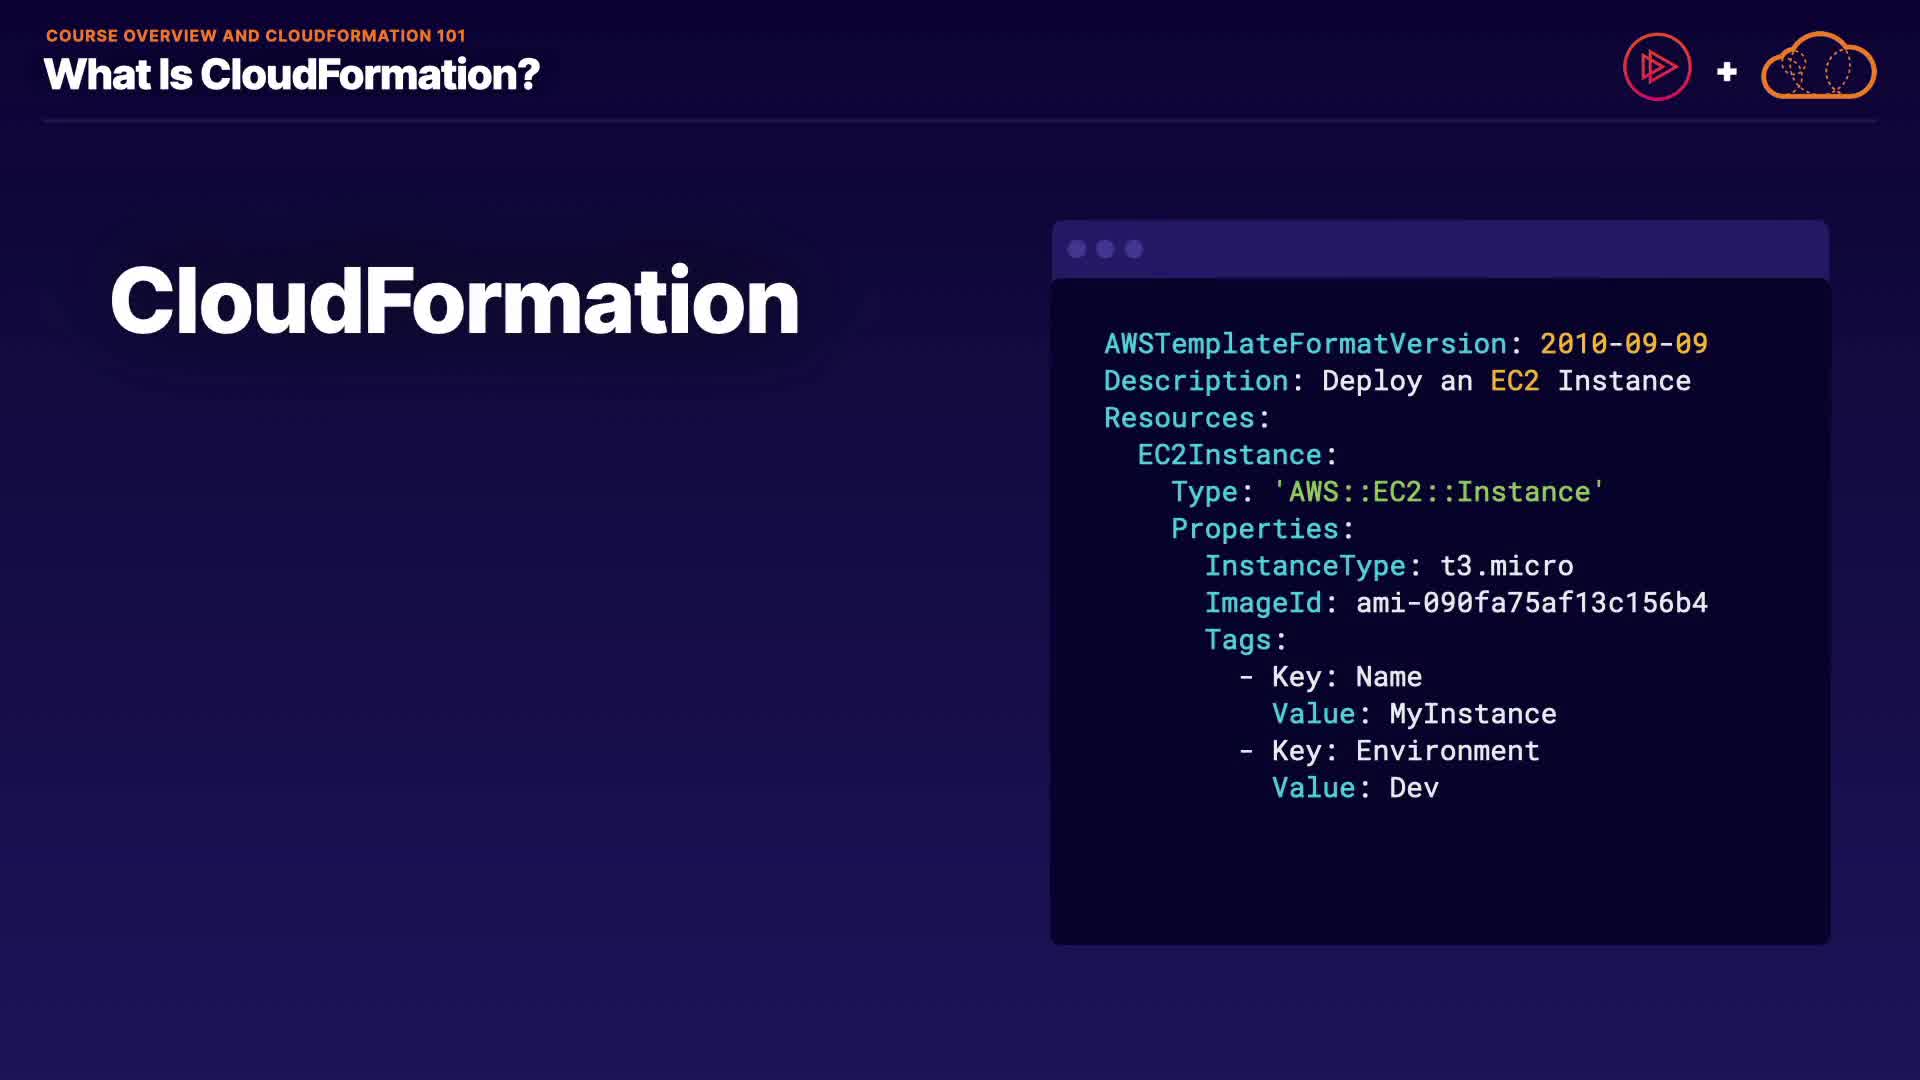 COURSE OVERVIEW AND CLOUDFORMATION 101
What Is CloudFormation?
CloudFormation
AWSTemplateFormatVersion: 2010-09-09
Description: Deploy an EC2 Instance
Resources:
  EC2Instance:
    Type: 'AWS::EC2::Instance'
    Properties:
      InstanceType: t3.micro
      ImageId: ami-090fa75af13c156b4
      Tags:
        - Key: Name
          Value: MyInstance
        - Key: Environment
          Value: Dev